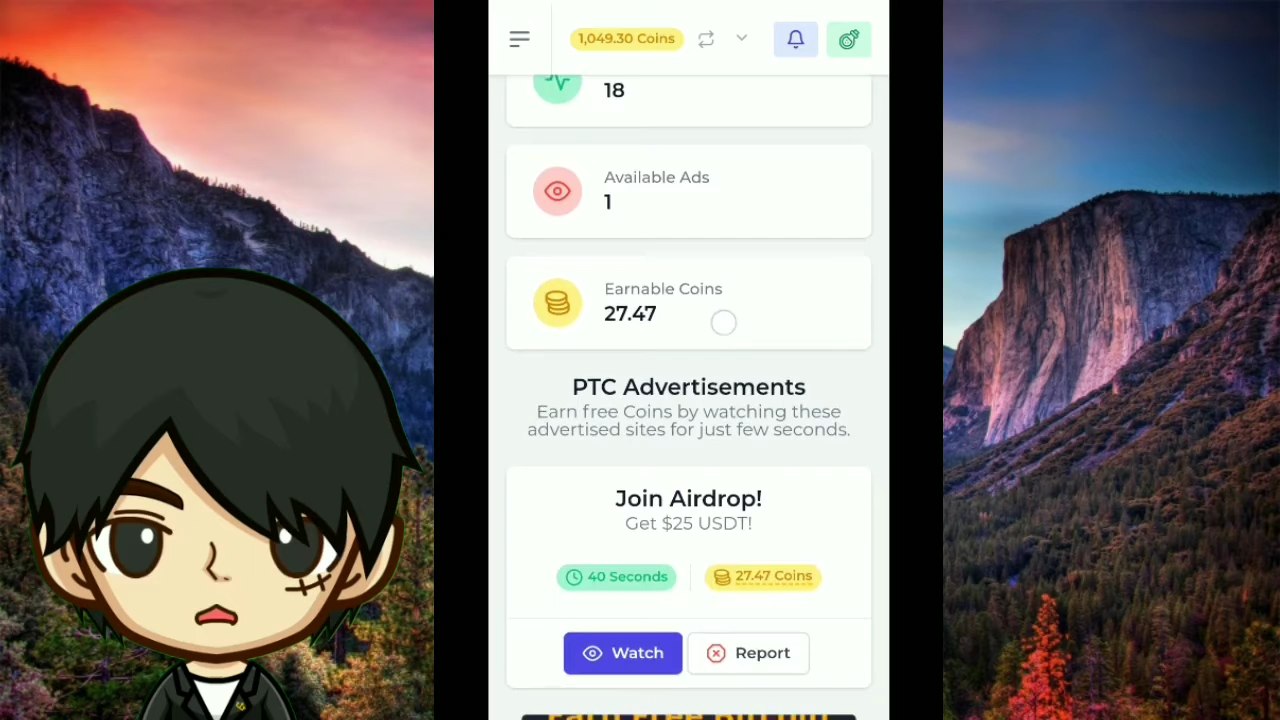 1,049.30 Coins
18
Available Ads
1
Earnable Coins
27.47
PTC Advertisements
Earn free Coins by watching these
advertised sites for just few seconds.
Join Airdrop!
Get $25 USDT!
40 Seconds
27.47 Coins
Watch
Report